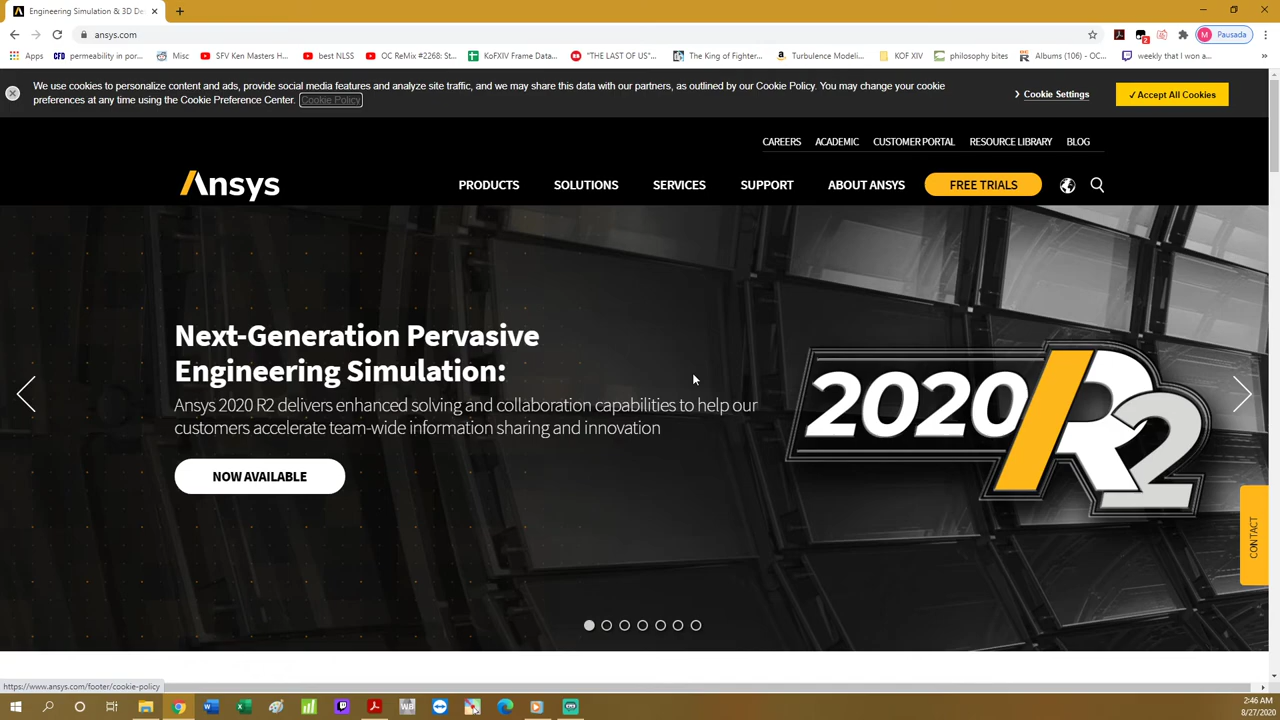 Engineering Simulation & 3D De
ansys.com
Pausada
Apps
permeability in por...
Misc
SFV Ken Masters H...
best NLSS
OC ReMix #2268: St...
KoFXIV Frame Data...
"THE LAST OF US"...
The King of Fighter...
Turbulence Modeli...
KOF XIV
philosophy bites
Albums (106) - OC...
weekly that I won a...
We use cookies to personalize content and ads, provide social media features and analyze site traffic, and we may share this data with our partners, as outlined by our Cookie Policy. You may change your cookie
preferences at any time using the Cookie Preference Center. Cookie Policy
Cookie Settings
✓ Accept All Cookies
CAREERS ACADEMIC CUSTOMER PORTAL RESOURCE LIBRARY BLOG
Ansys
PRODUCTS SOLUTIONS SERVICES SUPPORT ABOUT ANSYS FREE TRIALS
Next-Generation Pervasive
Engineering Simulation:
Ansys 2020 R2 delivers enhanced solving and collaboration capabilities to help our
customers accelerate team-wide information sharing and innovation
NOW AVAILABLE
2020 R2
CONTACT
https://www.ansys.com/footer/cookie-policy
2:46 AM
8/27/2020